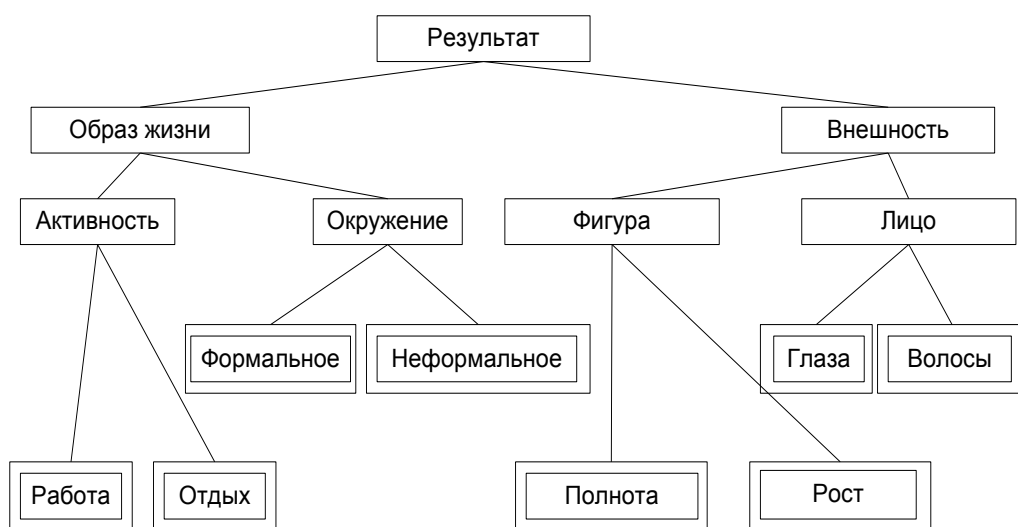 Результат
Образ жизни
Внешность
Активность
Окружение
Фигура
Лицо
Формальное
Неформальное
Глаза
Волосы
Работа
Отдых
Полнота
Рост